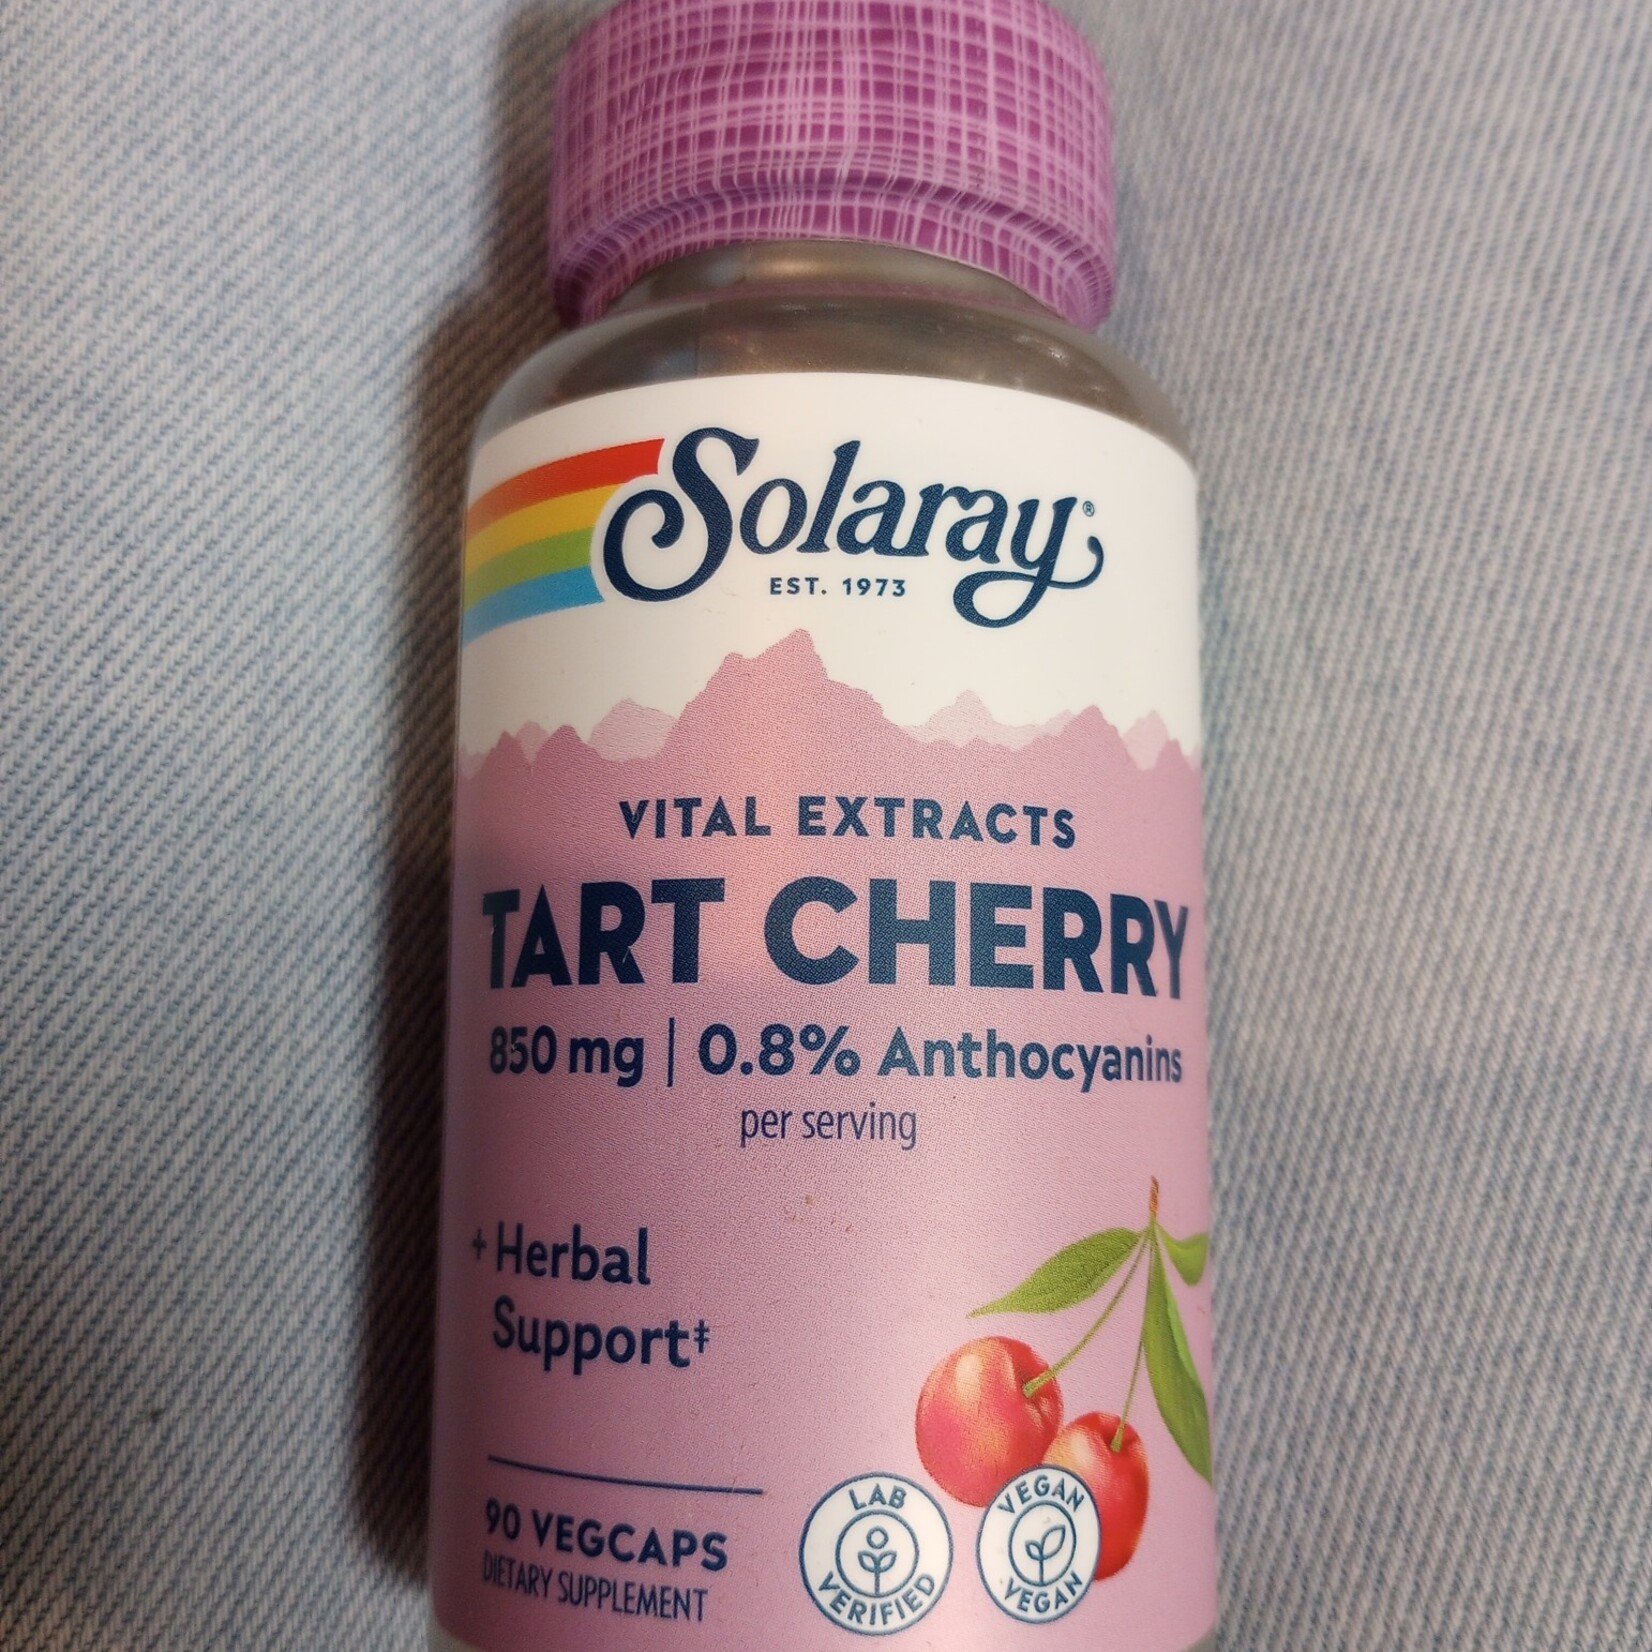 Solaray®
EST. 1973
VITAL EXTRACTS
TART CHERRY
850 mg | 0.8% Anthocyanins
per serving
+ Herbal
Support‡
90 VEGCAPS
DIETARY SUPPLEMENT
LAB
VERIFIED
VEGAN
VEGAN